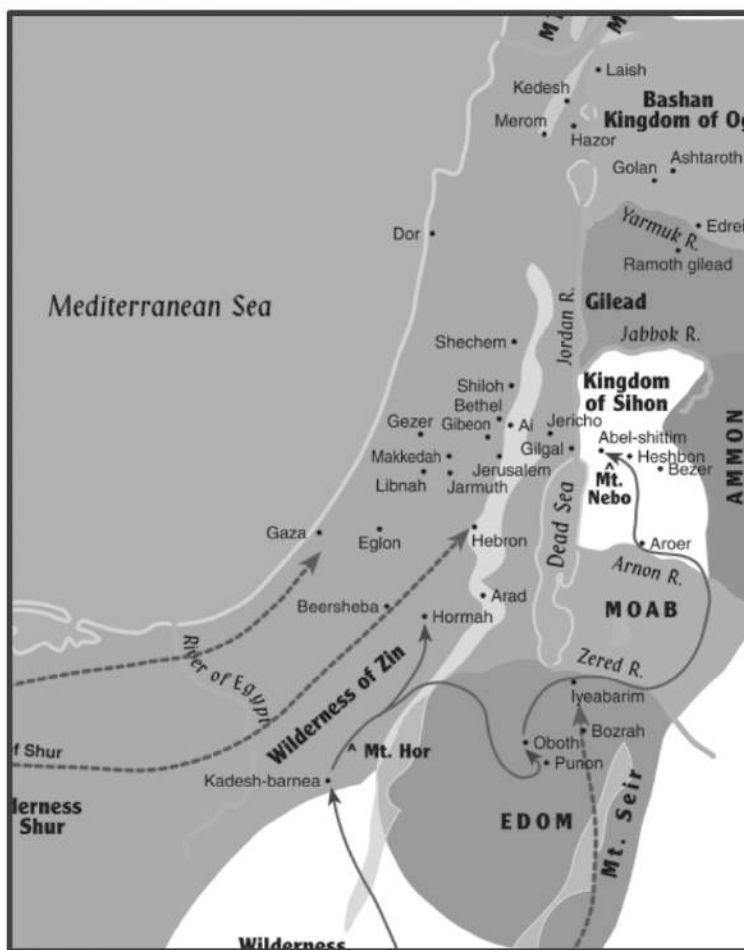 Laish
Kedesh
Bashan
Kingdom of Og
Merom
Hazor
Ashtaroth
Golan
Yarmuk R.
Edrei
Dor
Ramoth gilead
Mediterranean Sea
Gilead
Jordan R.
Jabbok R.
Shechem
Kingdom
of Sihon
Shiloh
Bethel
Gezer
Gibeon
Ai
Jericho
Abel-shittim
Gilgal
Heshbon
Makkedah
Jerusalem
Mt.
Nebo
Bezer
Libnah
Jarmuth
AMMON
Dead Sea
Gaza
Eglon
Hebron
Aroer
Arnon R.
Arad
Beersheba
Hormah
MOAB
River of Egypt
Wilderness of Zin
Zered R.
Iyeabarim
of Shur
Mt. Hor
Oboth
Bozrah
Punon
Kadesh-barnea
derness
Shur
EDOM
Mt. Seir
Wilderness